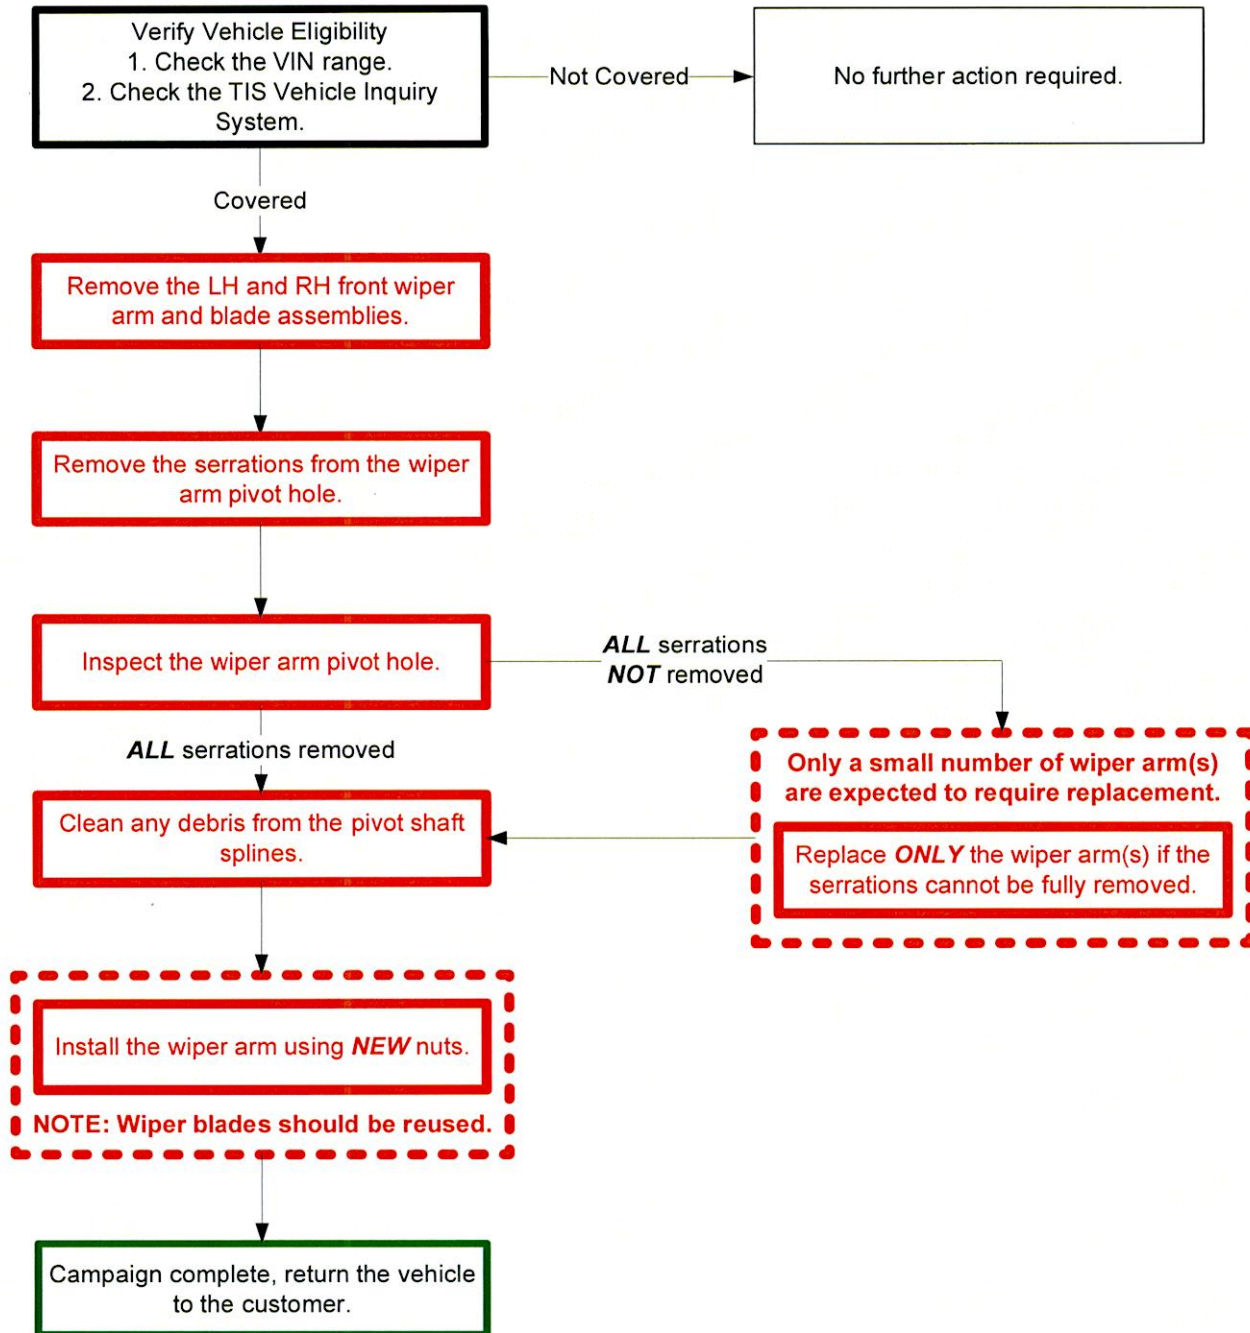 Verify Vehicle Eligibility
1. Check the VIN range.
2. Check the TIS Vehicle Inquiry
System.
Not Covered
No further action required.
Covered
Remove the LH and RH front wiper
arm and blade assemblies.
Remove the serrations from the wiper
arm pivot hole.
Inspect the wiper arm pivot hole.
ALL serrations
NOT removed
ALL serrations removed
Only a small number of wiper arm(s)
are expected to require replacement.
Replace ONLY the wiper arm(s) if the
serrations cannot be fully removed.
Clean any debris from the pivot shaft
splines.
Install the wiper arm using NEW nuts.
NOTE: Wiper blades should be reused.
Campaign complete, return the vehicle
to the customer.